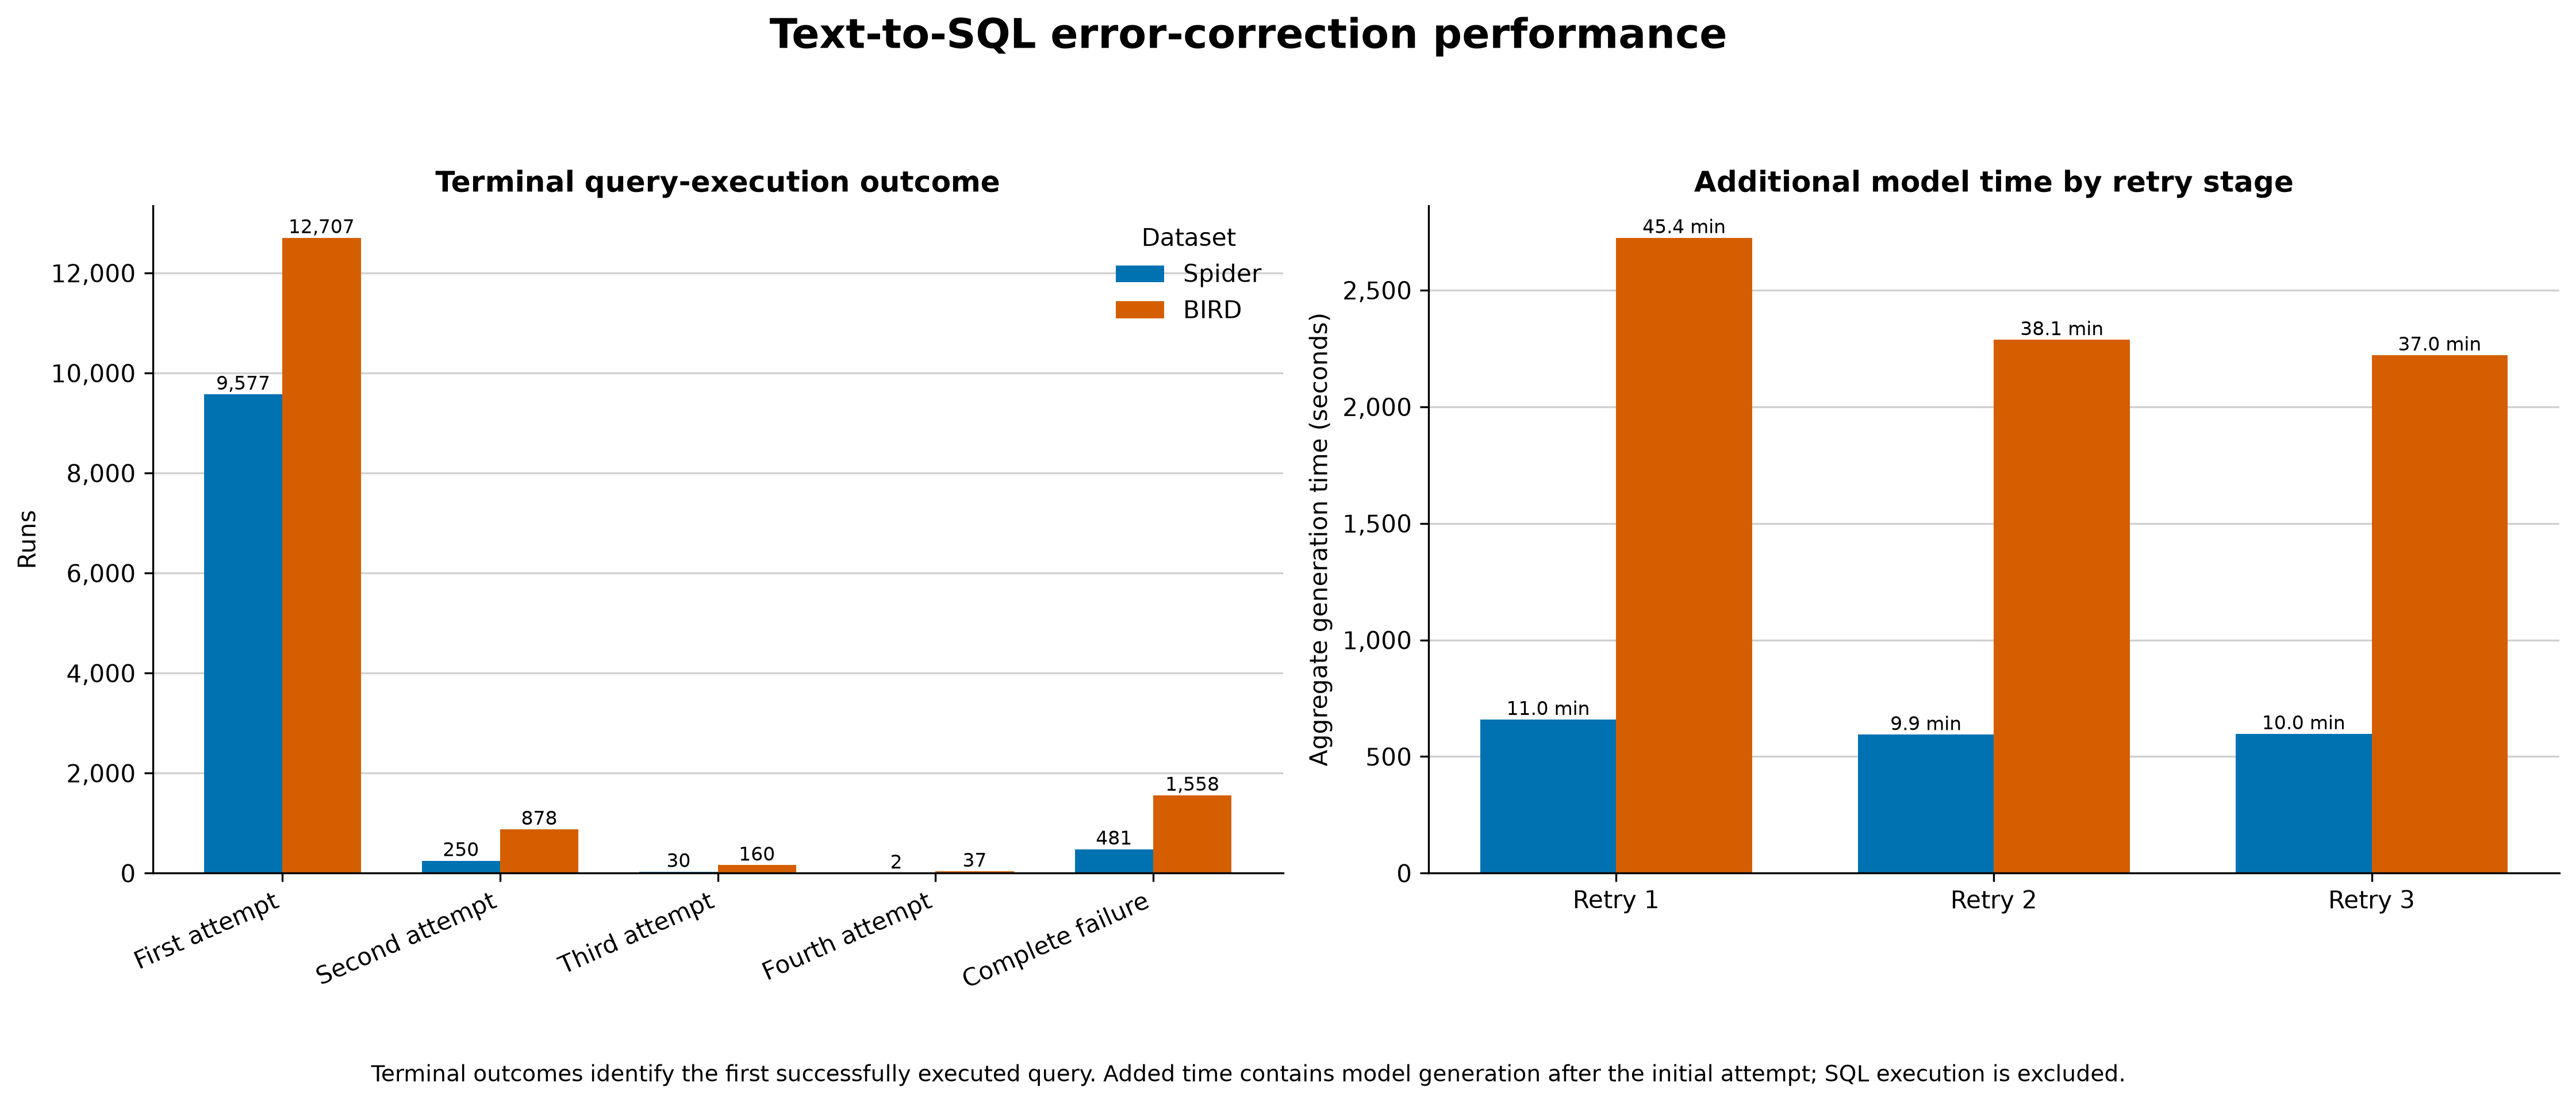 Text-to-SQL error-correction performance
Terminal query-execution outcome
Runs
12,000
10,000
8,000
6,000
4,000
2,000
0
9,577
12,707
250
878
30
160
2
37
481
1,558
Dataset
Spider
BIRD
First attempt
Second attempt
Third attempt
Fourth attempt
Complete failure
Additional model time by retry stage
Aggregate generation time (seconds)
2,500
2,000
1,500
1,000
500
0
11.0 min
45.4 min
9.9 min
38.1 min
10.0 min
37.0 min
Retry 1
Retry 2
Retry 3
Terminal outcomes identify the first successfully executed query. Added time contains model generation after the initial attempt; SQL execution is excluded.